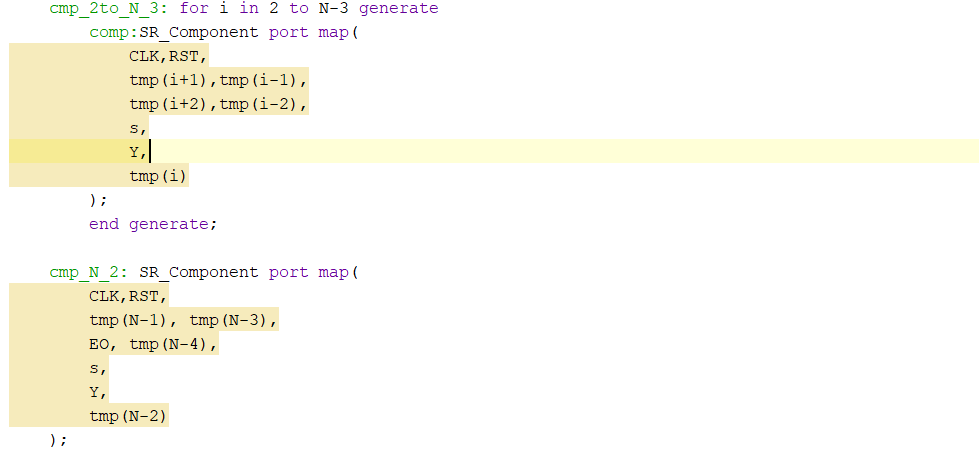 cmp_2to_N_3: for i in 2 to N-3 generate
comp:SR_Component port map(
CLK,RST,
tmp(i+1),tmp(i-1),
tmp(i+2),tmp(i-2),
s,
Y,
tmp(i)
);
end generate;
cmp_N_2: SR_Component port map(
CLK,RST,
tmp(N-1), tmp(N-3),
EO, tmp(N-4),
s,
Y,
tmp(N-2)
);